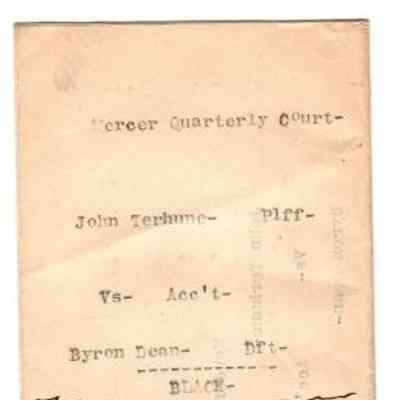 Mercer Quarterly Court-
John Terhune- Plff-
Vs- Acc't-
Byron Dean- Dft-
BLACK-